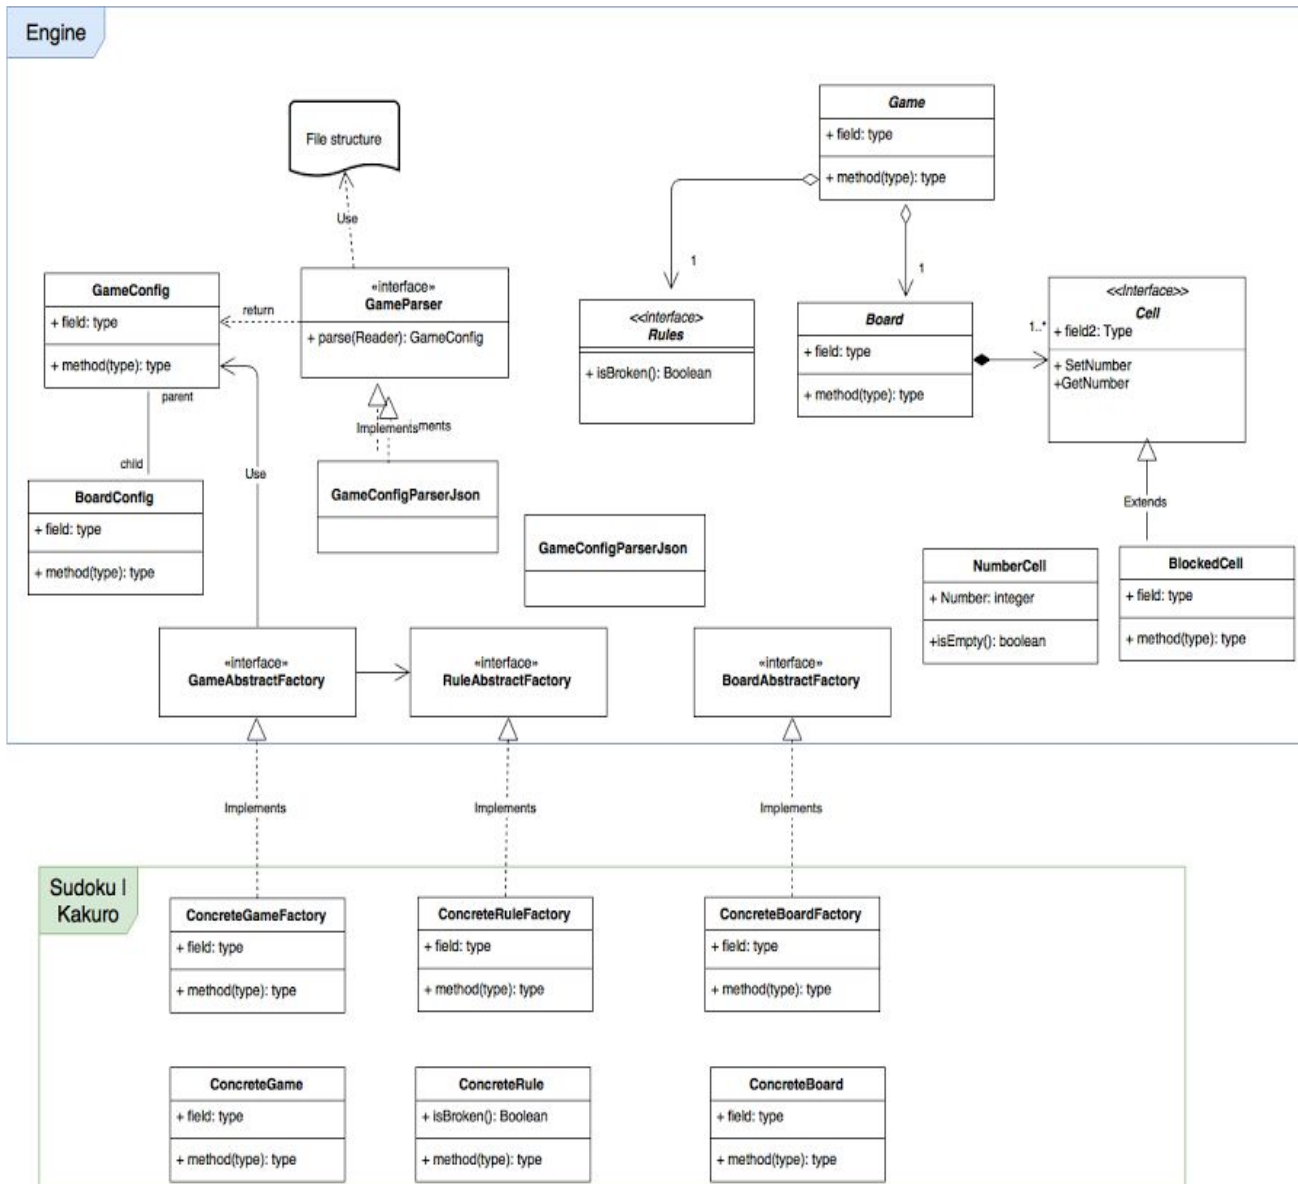 Engine
File structure
Use
Game
+ field: type
+ method(type): type
1
1
GameConfig
+ field: type
+ method(type): type
return
«interface»
GameParser
+ parse(Reader): GameConfig
<<interface>
Rules
+ isBroken(): Boolean
Board
+ field: type
+ method(type): type
1..*
<<Interface>>
Cell
+ field2: Type
+ SetNumber
+GetNumber
parent
child
Use
Implements
ments
Extends
BoardConfig
+ field: type
+ method(type): type
GameConfigParserJson
GameConfigParserJson
NumberCell
+ Number: integer
+isEmpty(): boolean
BlockedCell
+ field: type
+ method(type): type
«interface»
GameAbstractFactory
«interface»
RuleAbstractFactory
«interface»
BoardAbstractFactory
Implements
Implements
Implements
Sudoku |
Kakuro
ConcreteGameFactory
+ field: type
+ method(type): type
ConcreteRuleFactory
+ field: type
+ method(type): type
ConcreteBoardFactory
+ field: type
+ method(type): type
ConcreteGame
+ field: type
+ method(type): type
ConcreteRule
+ isBroken(): Boolean
+ method(type): type
ConcreteBoard
+ field: type
+ method(type): type